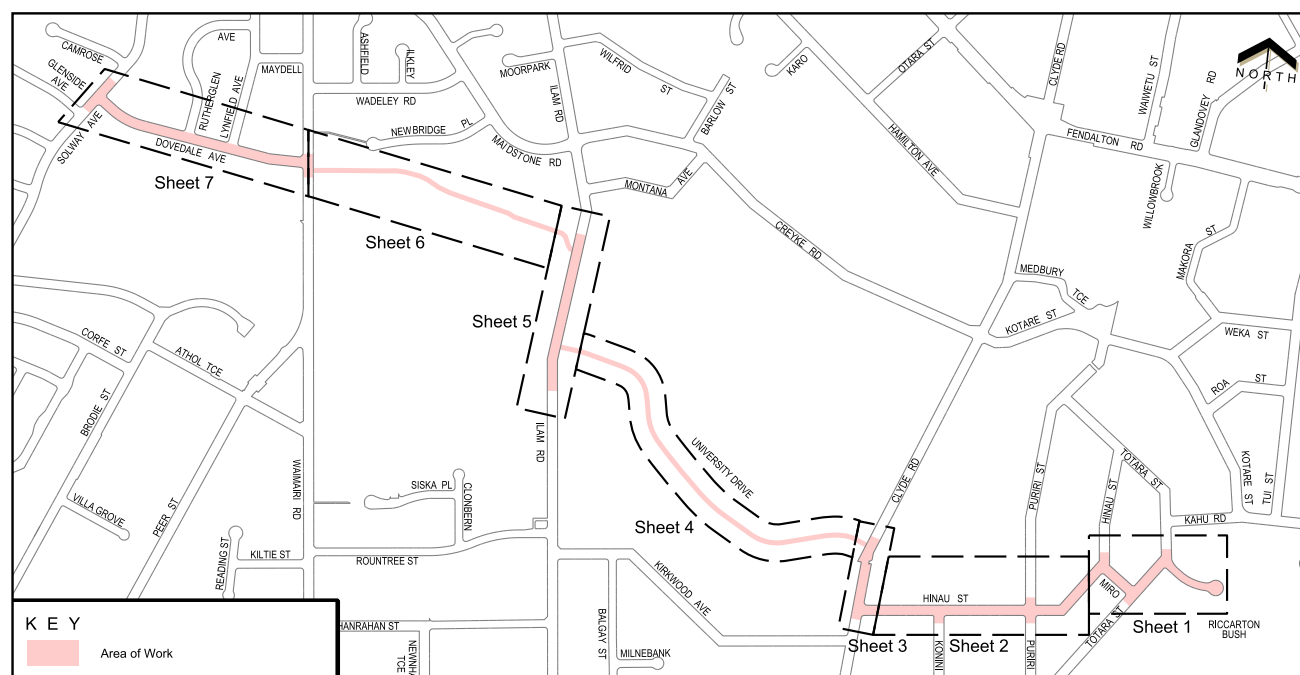 CAMROSE
GLENSIDE
AVE
AVE
MAYDELL
ASHFIELD
ILKLEY
MOORPARK
WILFRID
ST
KARO
OTARA ST
CLYDE RD
WAIWETU ST
GLANDOVEY RD
NORTH
RUTHERGLEN
LYNFIELD AVE
WADELEY RD
ILAM RD
NEWBRIDGE PL
MAIDSTONE RD
BARLOW ST
HAMILTON AVE
FENDALTON RD
SOLWAY AVE
DOVEDALE AVE
Sheet 7
MONTANA AVE
WILLOWBROOK
Sheet 6
CREYKE RD
MAKORA ST
MEDBURY
TCE
Sheet 5
KOTARE ST
WEKA ST
CORFE ST
ATHOL TCE
BRODIE ST
ROA ST
ILAM RD
UNIVERSITY DRIVE
CLYDE RD
PURIRI ST
HINAU ST
TOTARA ST
KOTARE ST
TUI ST
WAIMAIRI RD
SISKA PL
CLONBERN
VILLA GROVE
PEER ST
Sheet 4
KAHU RD
READING ST
KILTIE ST
ROUNTREE ST
KIRKWOOD AVE
HINAU ST
MIRO
TOTARA ST
Sheet 1
RICCARTON
BUSH
KEY
Area of Work
HANRAHAN ST
NEWNHA
TCE
BALGAY ST
MILNEBANK
Sheet 3
KONINI
Sheet 2
PURIRI